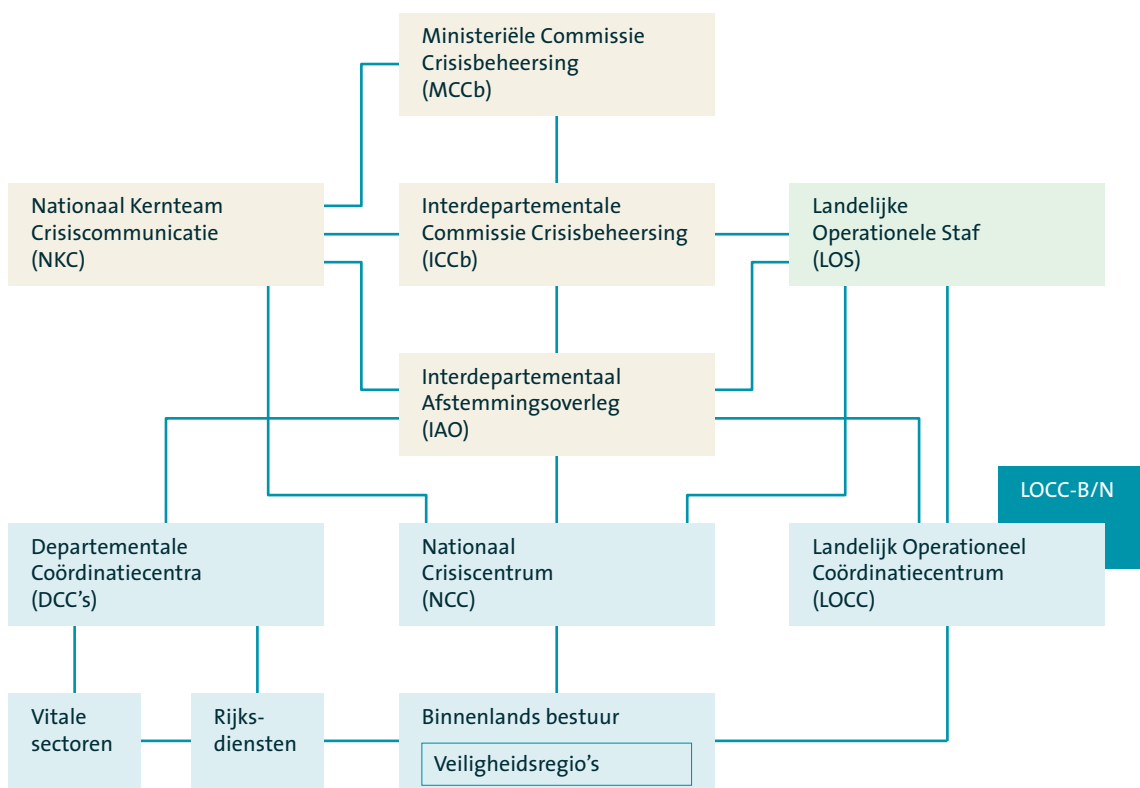 Ministeriële Commissie
Crisisbeheersing
(MCCb)
Nationaal Kernteam
Crisiscommunicatie
(NKC)
Interdepartementale
Commissie Crisisbeheersing
(ICCb)
Landelijke
Operationele Staf
(LOS)
Interdepartementaal
Afstemmingsoverleg
(IAO)
LOCC-B/N
Departementale
Coördinatiecentra
(DCC's)
Nationaal
Crisiscentrum
(NCC)
Landelijk Operationeel
Coördinatiecentrum
(LOCC)
Vitale
sectoren
Rijks-
diensten
Binnenlands bestuur
Veiligheidsregio's